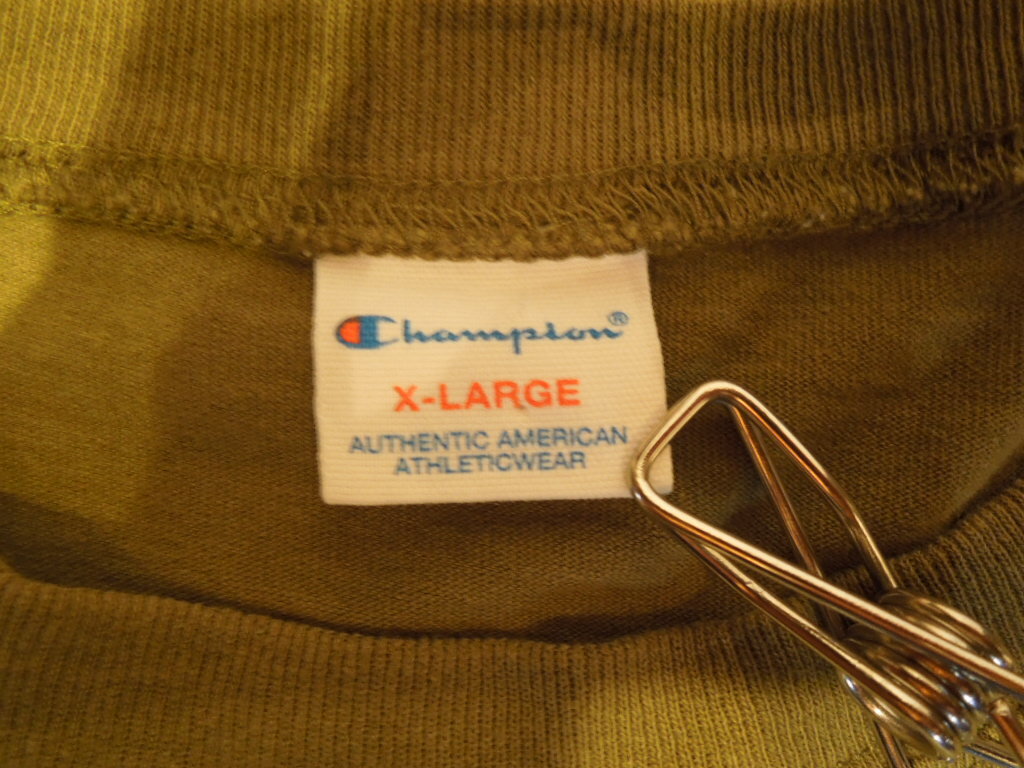 Champion®
X-LARGE
AUTHENTIC AMERICAN
ATHLETICWEAR